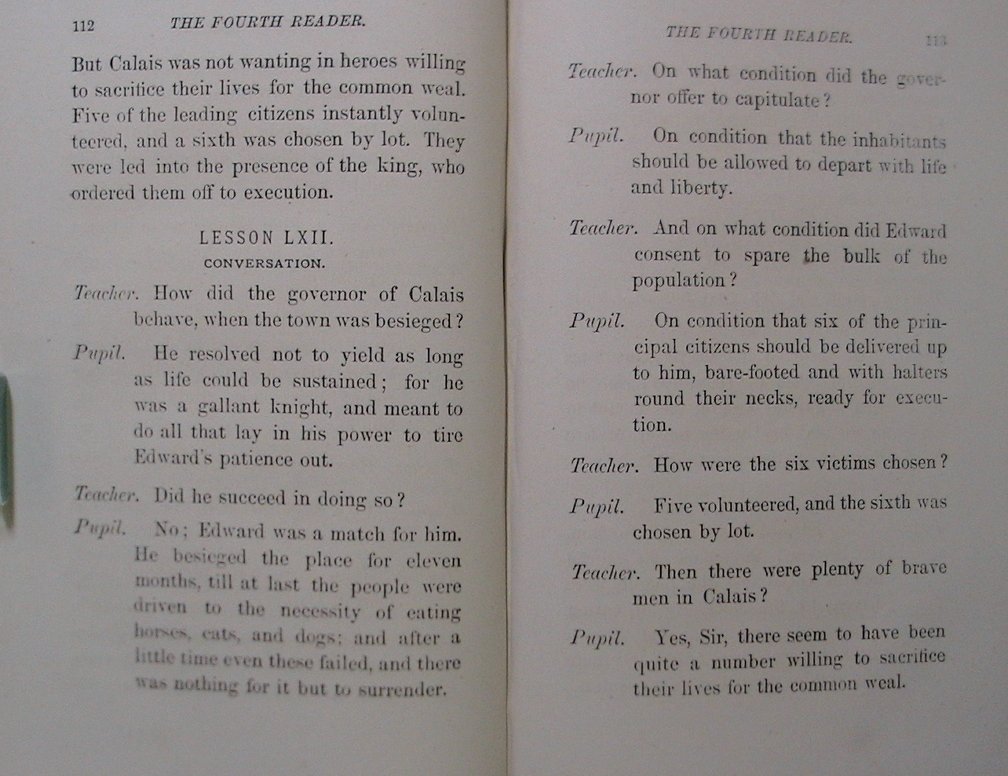 112 THE FOURTH READER.
But Calais was not wanting in heroes willing
to sacrifice their lives for the common weal.
Five of the leading citizens instantly volun-
teered, and a sixth was chosen by lot. They
were led into the presence of the king, who
ordered them off to execution.
LESSON LXII.
CONVERSATION.
Teacher. How did the governor of Calais
behave, when the town was besieged?
Pupil. He resolved not to yield as long
as life could be sustained; for he
was a gallant knight, and meant to
do all that lay in his power to tire
Edward's patience out.
Teacher. Did he succeed in doing so?
Pupil. No; Edward was a match for him.
He besieged the place for eleven
months, till at last the people were
driven to the necessity of eating
horses, cats, and dogs; and after a
little time even these failed, and there
was nothing for it but to surrender.
THE FOURTH READER. 113
Teacher. On what condition did the gover-
nor offer to capitulate?
Pupil. On condition that the inhabitants
should be allowed to depart with life
and liberty.
Teacher. And on what condition did Edward
consent to spare the bulk of the
population?
Pupil. On condition that six of the prin-
cipal citizens should be delivered up
to him, bare-footed and with halters
round their necks, ready for execu-
tion.
Teacher. How were the six victims chosen?
Pupil. Five volunteered, and the sixth was
chosen by lot.
Teacher. Then there were plenty of brave
men in Calais?
Pupil. Yes, Sir, there seem to have been
quite a number willing to sacrifice
their lives for the common weal.